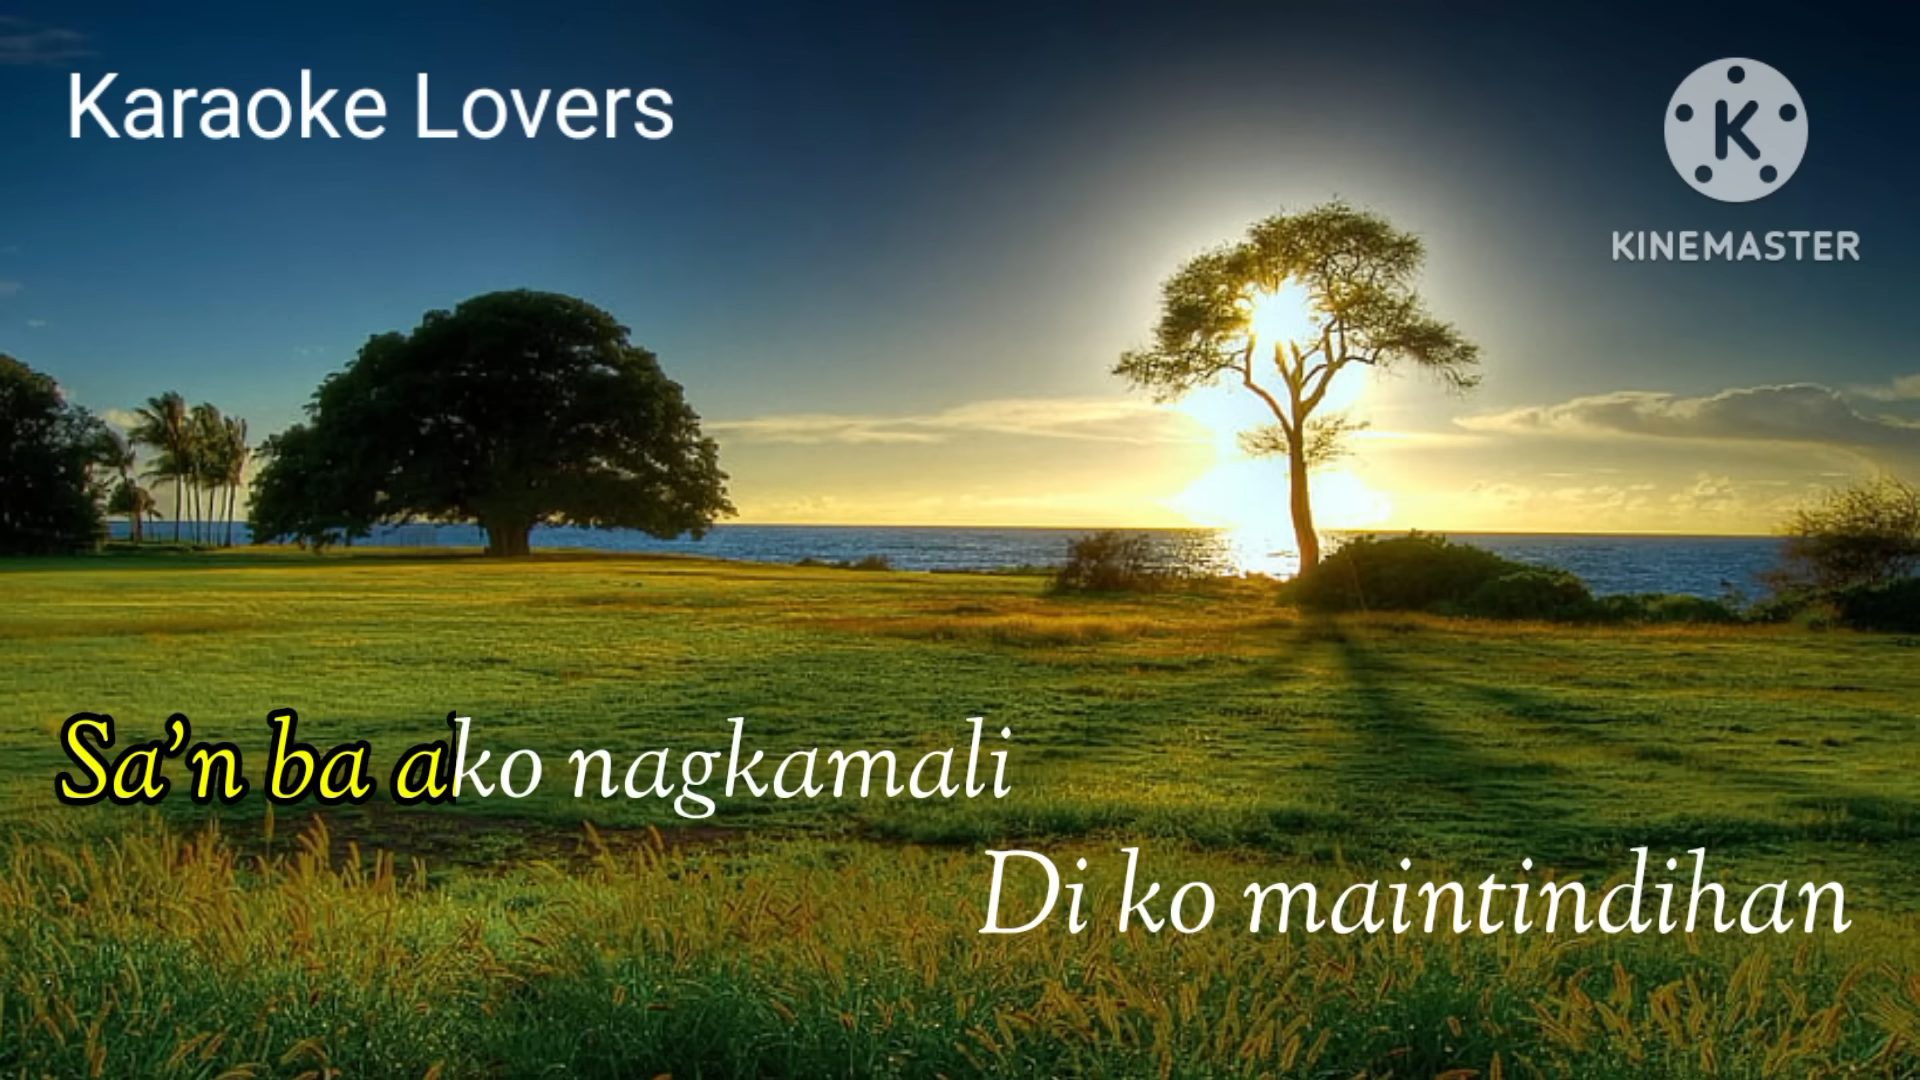 Karaoke Lovers
K
KINEMASTER
Sa’n ba ako nagkamali
Di ko maintindihan